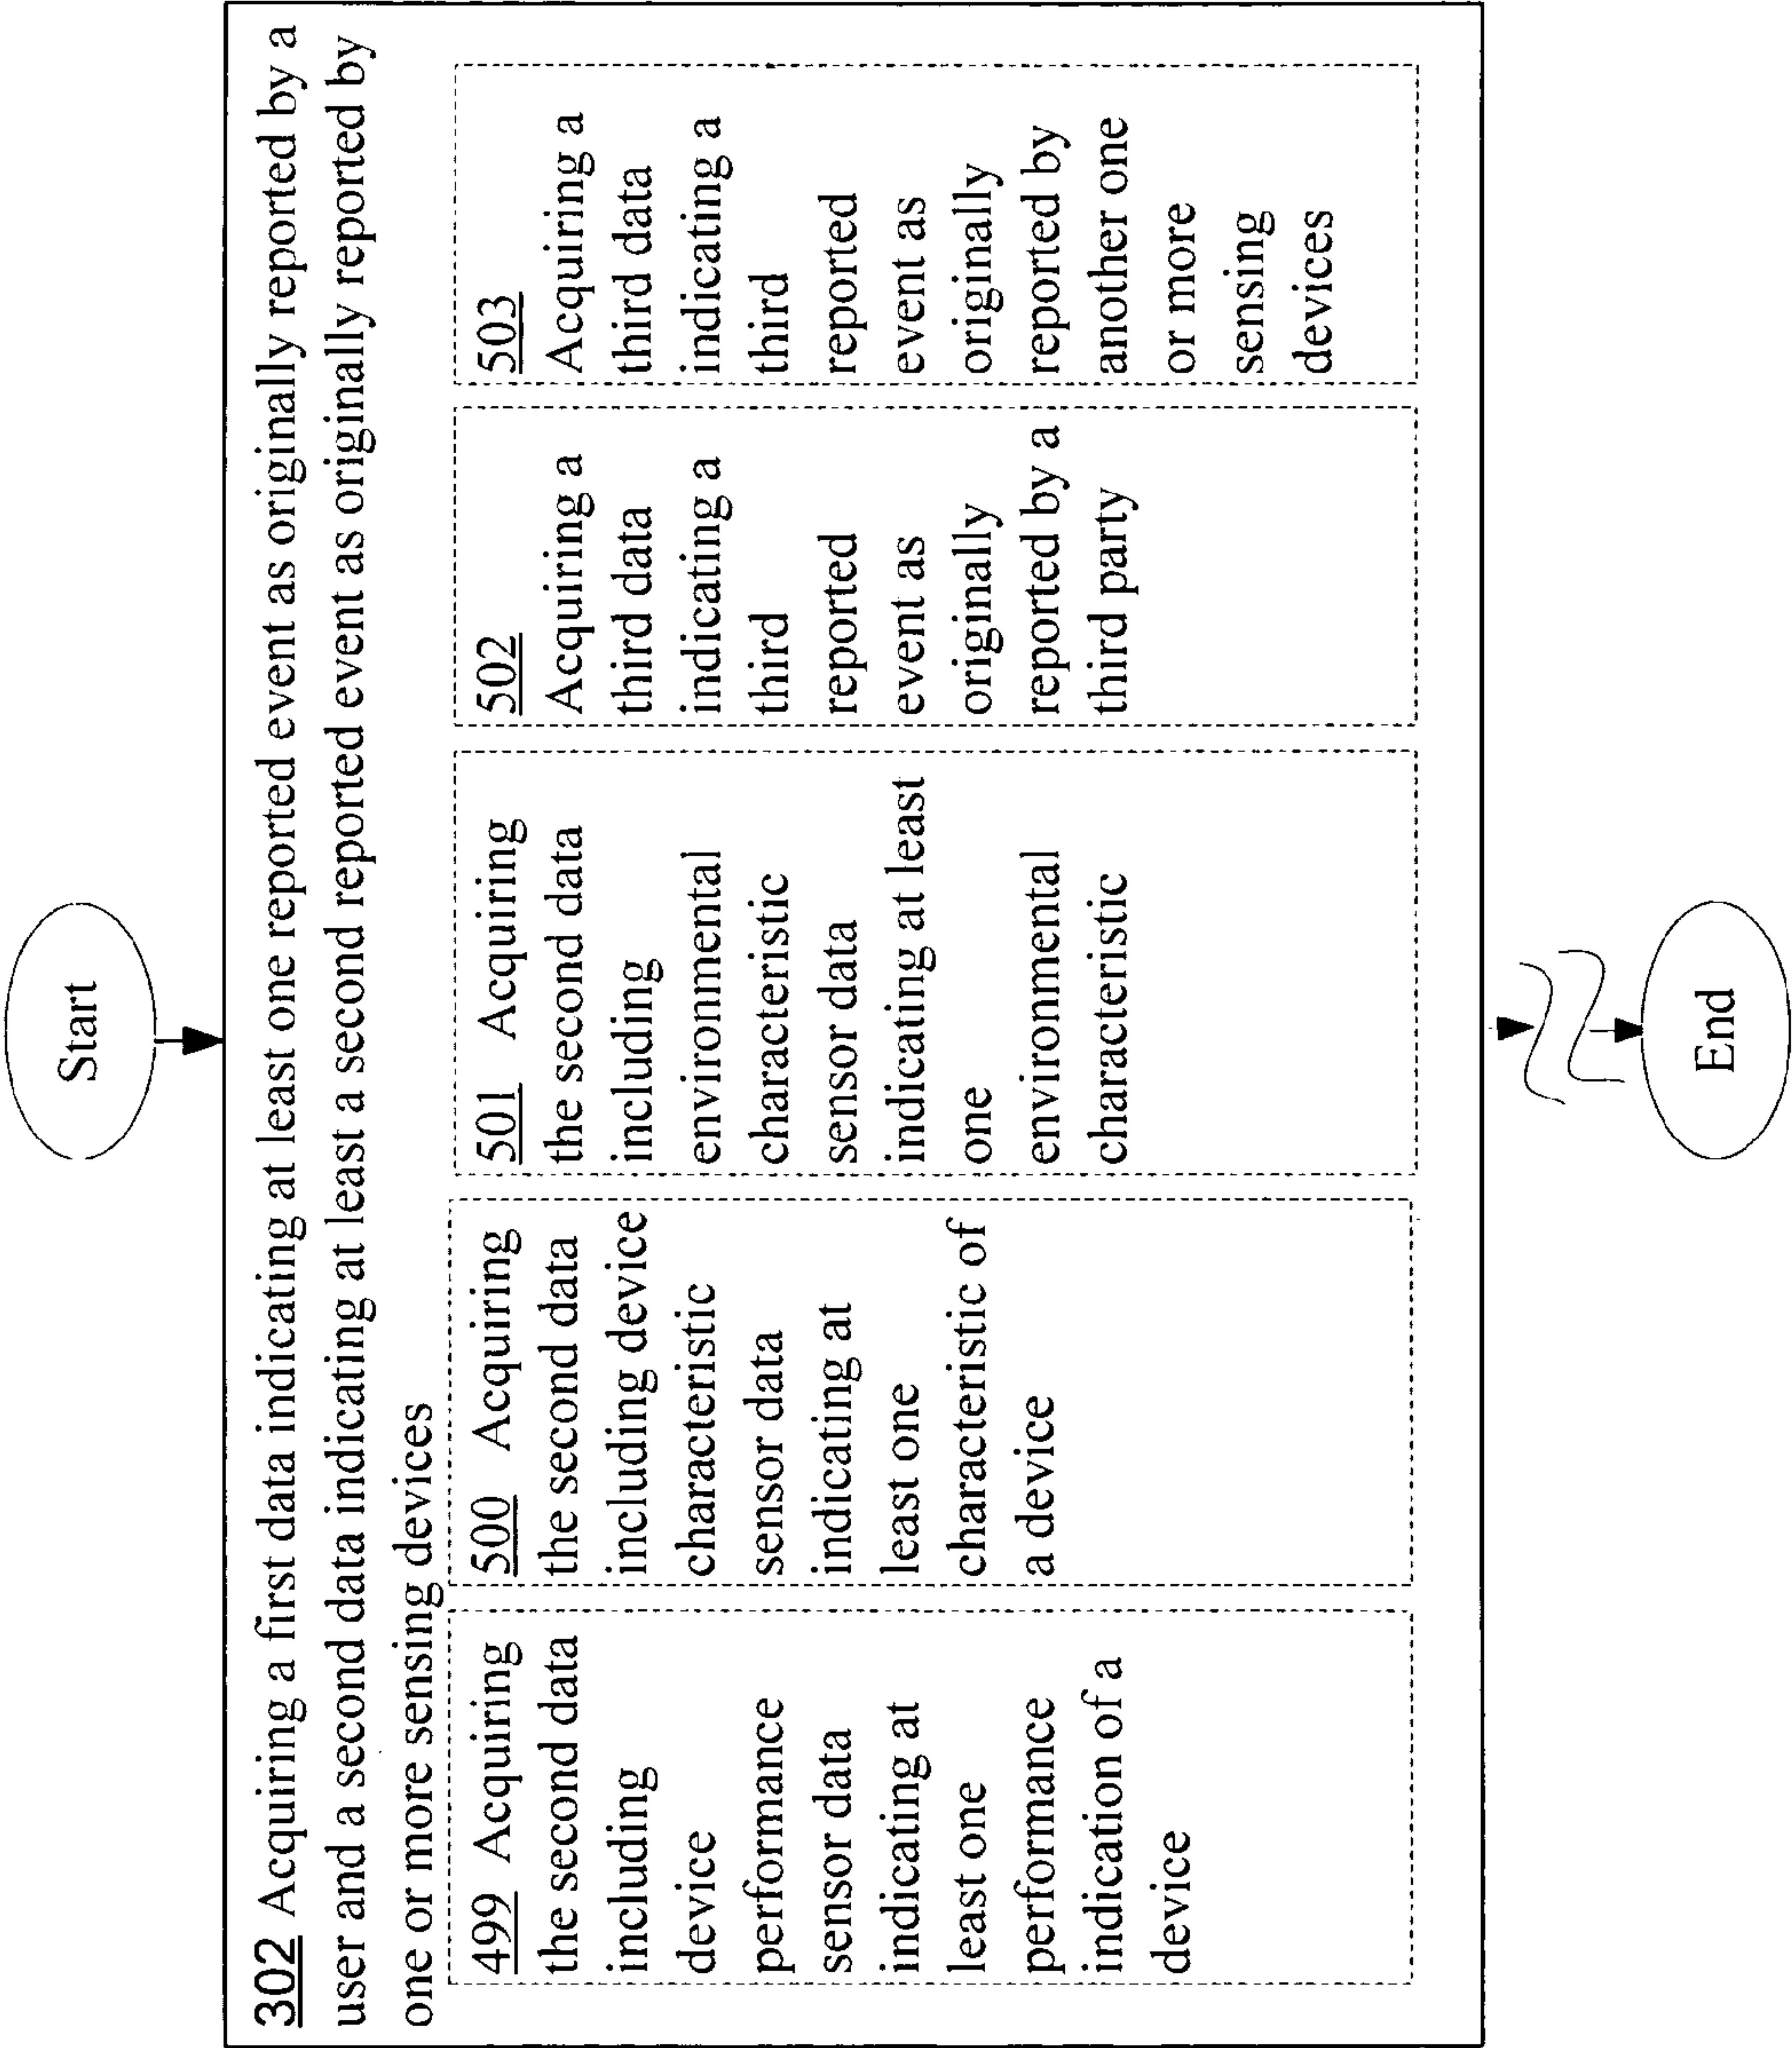 Start
302 Acquiring a first data indicating at least one reported event as originally reported by a
user and a second data indicating at least a second reported event as originally reported by
one or more sensing devices
499 Acquiring
the second data
including
device
performance
sensor data
indicating at
least one
performance
indication of a
device
500 Acquiring
the second data
including device
characteristic
sensor data
indicating at
least one
characteristic of
a device
501 Acquiring
the second data
including
environmental
characteristic
sensor data
indicating at least
one
environmental
characteristic
502
Acquiring a
third data
indicating a
third
reported
event as
originally
reported by a
third party
503
Acquiring a
third data
indicating a
third
reported
event as
originally
reported by
another one
or more
sensing
devices
End